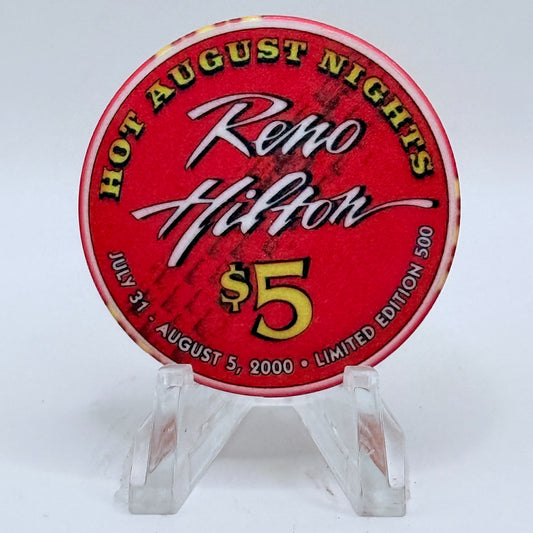 HOT AUGUST NIGHTS
Reno
Hilton
$5
JULY 31 - AUGUST 5, 2000 • LIMITED EDITION 500